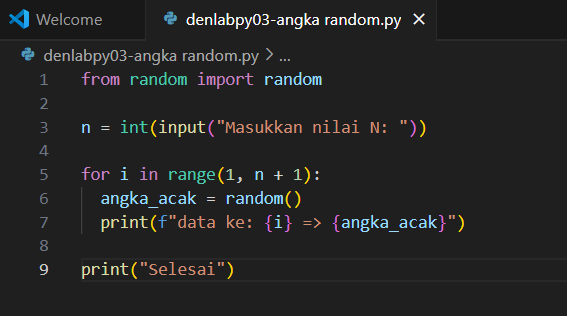 Welcome
denlabpy03-angka random.py
denlabpy03-angka random.py > ...
1 from random import random
2
3 n = int(input("Masukkan nilai N: "))
4
5 for i in range(1, n + 1):
6   angka_acak = random()
7   print(f"data ke: {i} => {angka_acak}")
8
9 print("Selesai")